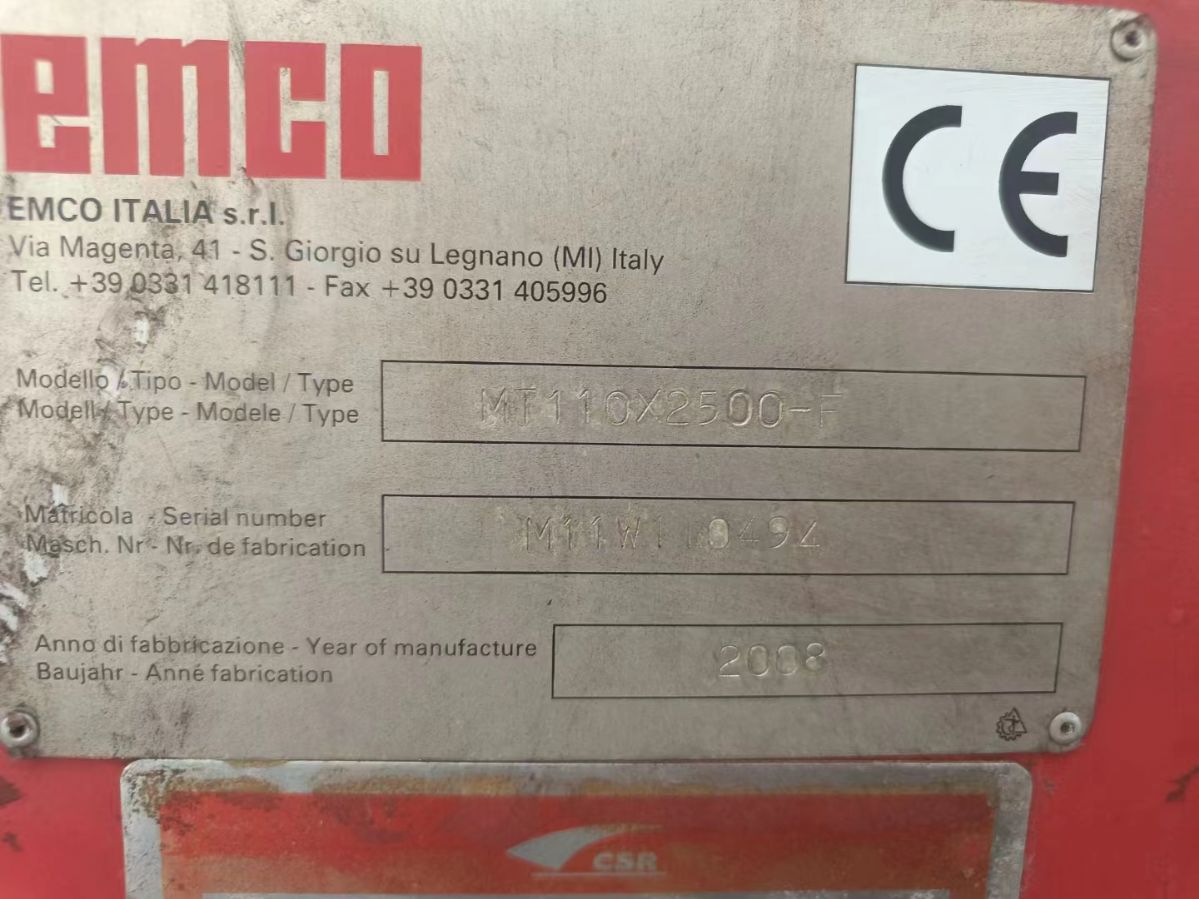 emco
CE
EMCO ITALIA s.r.l.
Via Magenta, 41 - S. Giorgio su Legnano (MI) Italy
Tel. +39 0331 418111 - Fax +39 0331 405996
Modello / Tipo - Model / Type
Modell / Type - Modele / Type
MT110X2500-F
Matricola - Serial number
Masch. Nr - Nr. de fabrication
Anno di fabbricazione - Year of manufacture
Baujahr - Anné fabrication
2008
CSR